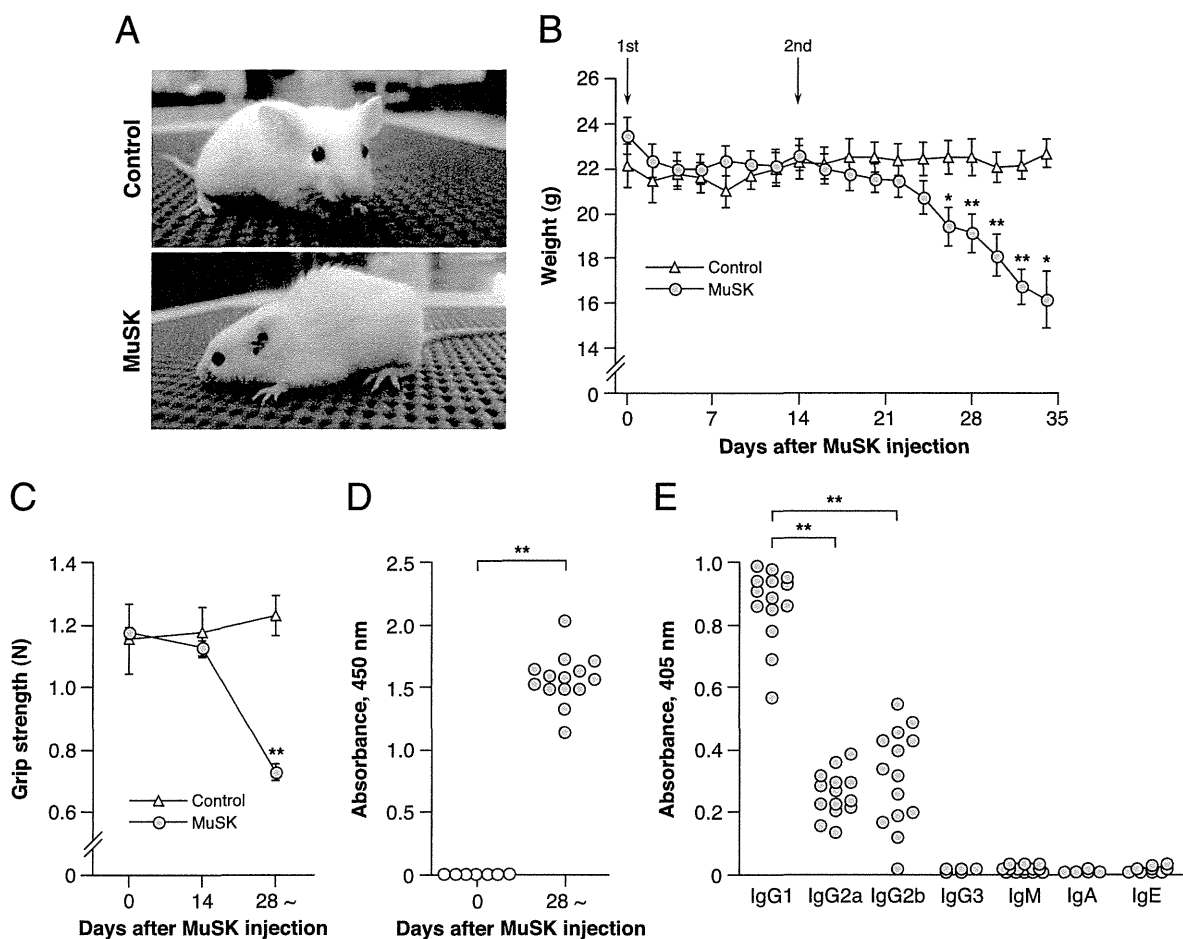 A
Control
MuSK
B
1st
2nd
26
24
22
20
18
16
14
0
Weight (g)
* ** ** ** *
Control
MuSK
0 7 14 21 28 35
Days after MuSK injection
C
1.4
1.2
1.0
0.8
0.6
0
Grip strength (N)
**
Control
MuSK
0 14 28 ~
Days after MuSK injection
D
**
2.5
2.0
1.5
1.0
0.5
0
Absorbance, 450 nm
0 28 ~
Days after MuSK injection
E
**
**
1.0
0.8
0.6
0.4
0.2
0
Absorbance, 405 nm
IgG1 IgG2a IgG2b IgG3 IgM IgA IgE